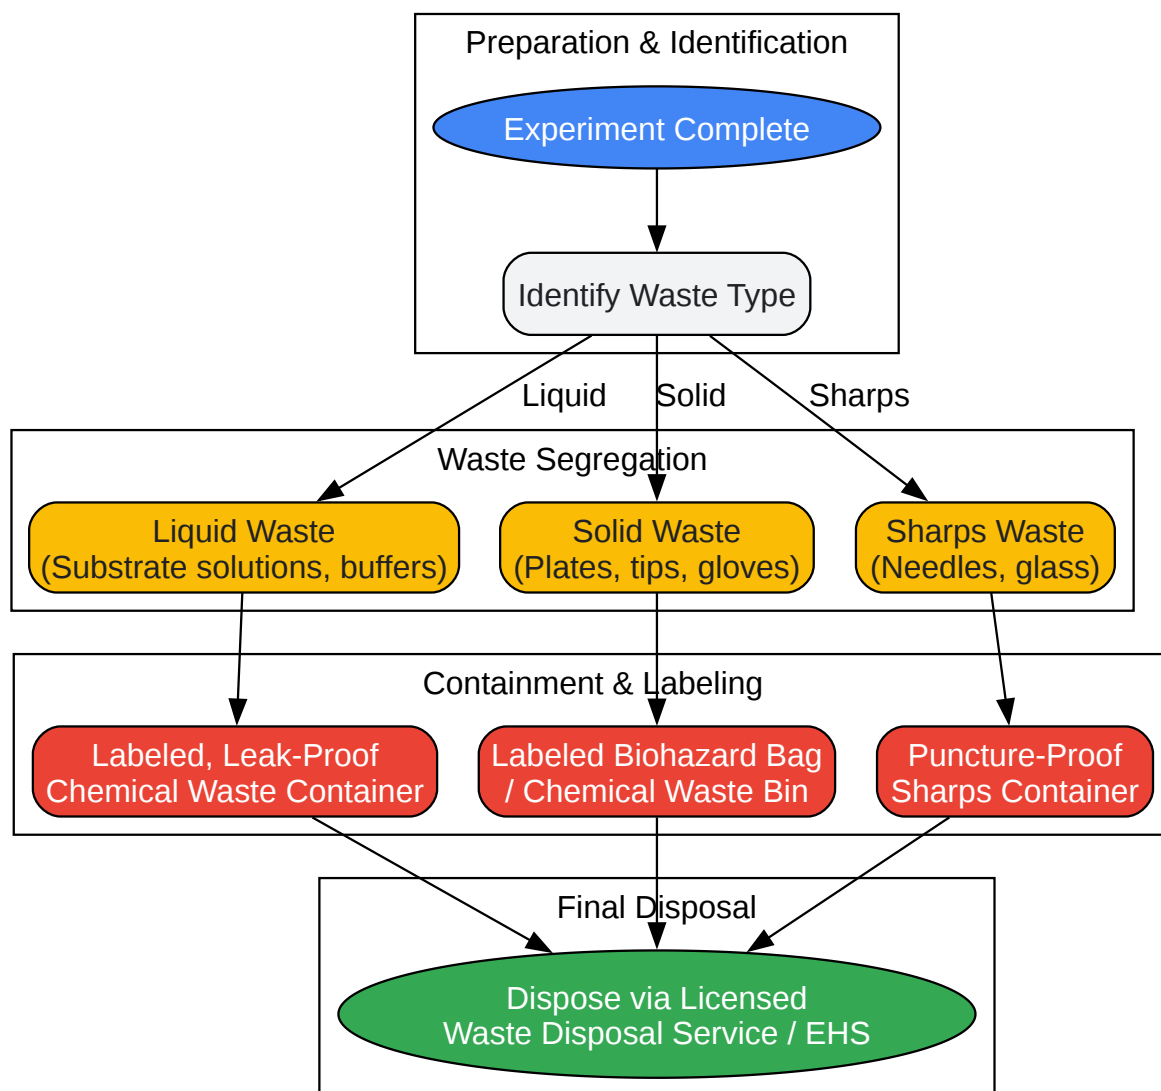 Preparation & Identification
Experiment Complete
Identify Waste Type
Liquid
Solid
Sharps
Waste Segregation
Liquid Waste
(Substrate solutions, buffers)
Solid Waste
(Plates, tips, gloves)
Sharps Waste
(Needles, glass)
Containment & Labeling
Labeled, Leak-Proof
Chemical Waste Container
Labeled Biohazard Bag
/ Chemical Waste Bin
Puncture-Proof
Sharps Container
Final Disposal
Dispose via Licensed
Waste Disposal Service / EHS